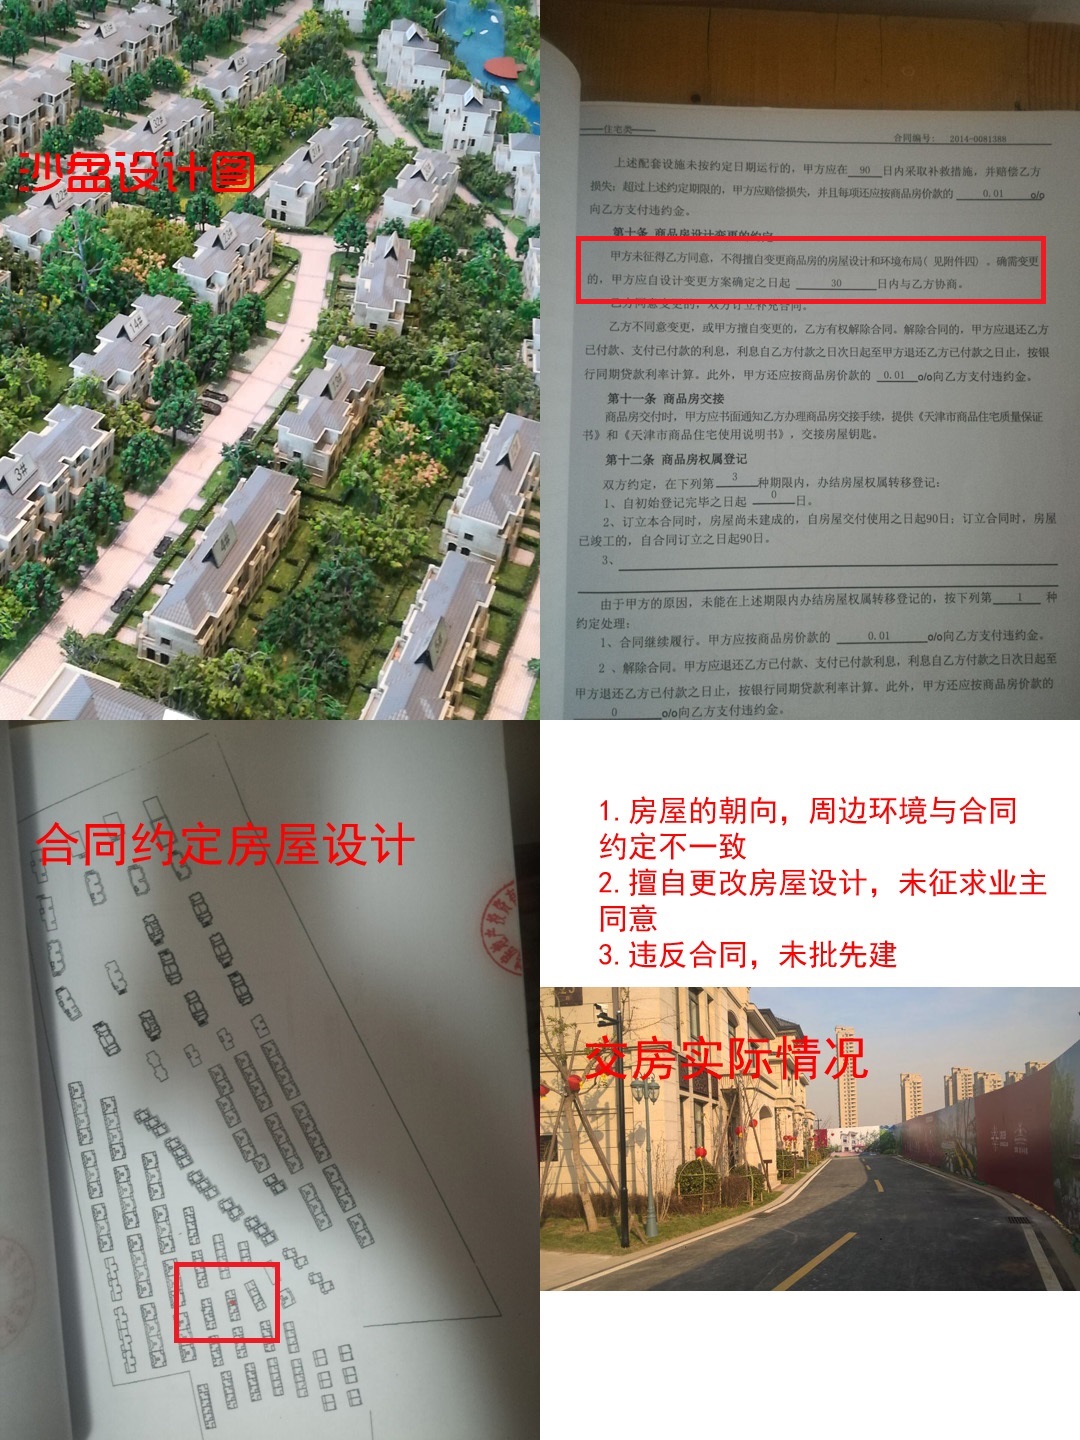 沙盘设计图
23#
22#
14#
3#
4#
住宅类
合同编号： 2014-0081388
上述配套设施未按约定日期运行的，甲方应在 90 日内采取补救措施，并赔偿乙方
损失；超过上述约定期限的，甲方应赔偿损失，并且每项还应按商品房价款的 0.01 o/o
向乙方支付违约金。
第十条 商品房设计变更的约定
甲方未征得乙方同意，不得擅自变更商品房的房屋设计和环境布局（见附件四）。确需变更
的，甲方应自设计变更方案确定之日起 30 日内与乙方协商。
乙方同意变更的，双方订立补充合同。
乙方不同意变更，或甲方擅自变更的，乙方有权解除合同。解除合同的，甲方应退还乙方
已付款、支付已付款的利息，利息自乙方付款之日次日起至甲方退还乙方已付款之日止，按银
行同期贷款利率计算。此外，甲方还应按商品房价款的 0.01 o/o向乙方支付违约金。
第十一条 商品房交接
商品房交付时，甲方应书面通知乙方办理商品房交接手续，提供《天津市商品住宅质量保证
书》和《天津市商品住宅使用说明书》，交接房屋钥匙。
第十二条 商品房权属登记
双方约定，在下列第 3 种期限内，办结房屋权属转移登记：
1、自初始登记完毕之日起 0 日。
2、订立本合同时，房屋尚未建成的，自房屋交付使用之日起90日；订立合同时，房屋
已竣工的，自合同订立之日起90日。
3、
由于甲方的原因，未能在上述期限内办结房屋权属转移登记的，按下列第 1 种
约定处理：
1、合同继续履行。甲方应按商品房价款的 0.01 o/o向乙方支付违约金。
2 、解除合同。甲方应退还乙方已付款、支付已付款利息，利息自乙方付款之日次日起至
甲方退还乙方已付款之日止，按银行同期贷款利率计算。此外，甲方还应按商品房价款的
0 o/o向乙方支付违约金。
合同约定房屋设计
1.房屋的朝向，周边环境与合同
约定不一致
2.擅自更改房屋设计，未征求业主
同意
3.违反合同，未批先建
交房实际情况